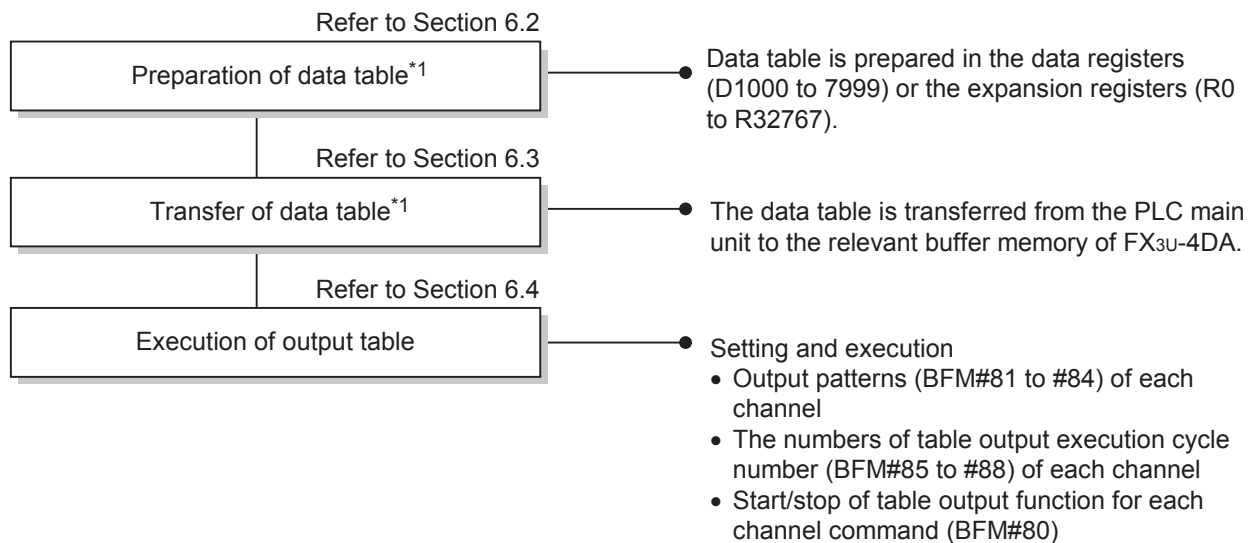 Refer to Section 6.2
Preparation of data table*1
Data table is prepared in the data registers
(D1000 to 7999) or the expansion registers (R0
to R32767).
Refer to Section 6.3
Transfer of data table*1
The data table is transferred from the PLC main
unit to the relevant buffer memory of FX3U-4DA.
Refer to Section 6.4
Execution of output table
Setting and execution
• Output patterns (BFM#81 to #84) of each
channel
• The numbers of table output execution cycle
number (BFM#85 to #88) of each channel
• Start/stop of table output function for each
channel command (BFM#80)